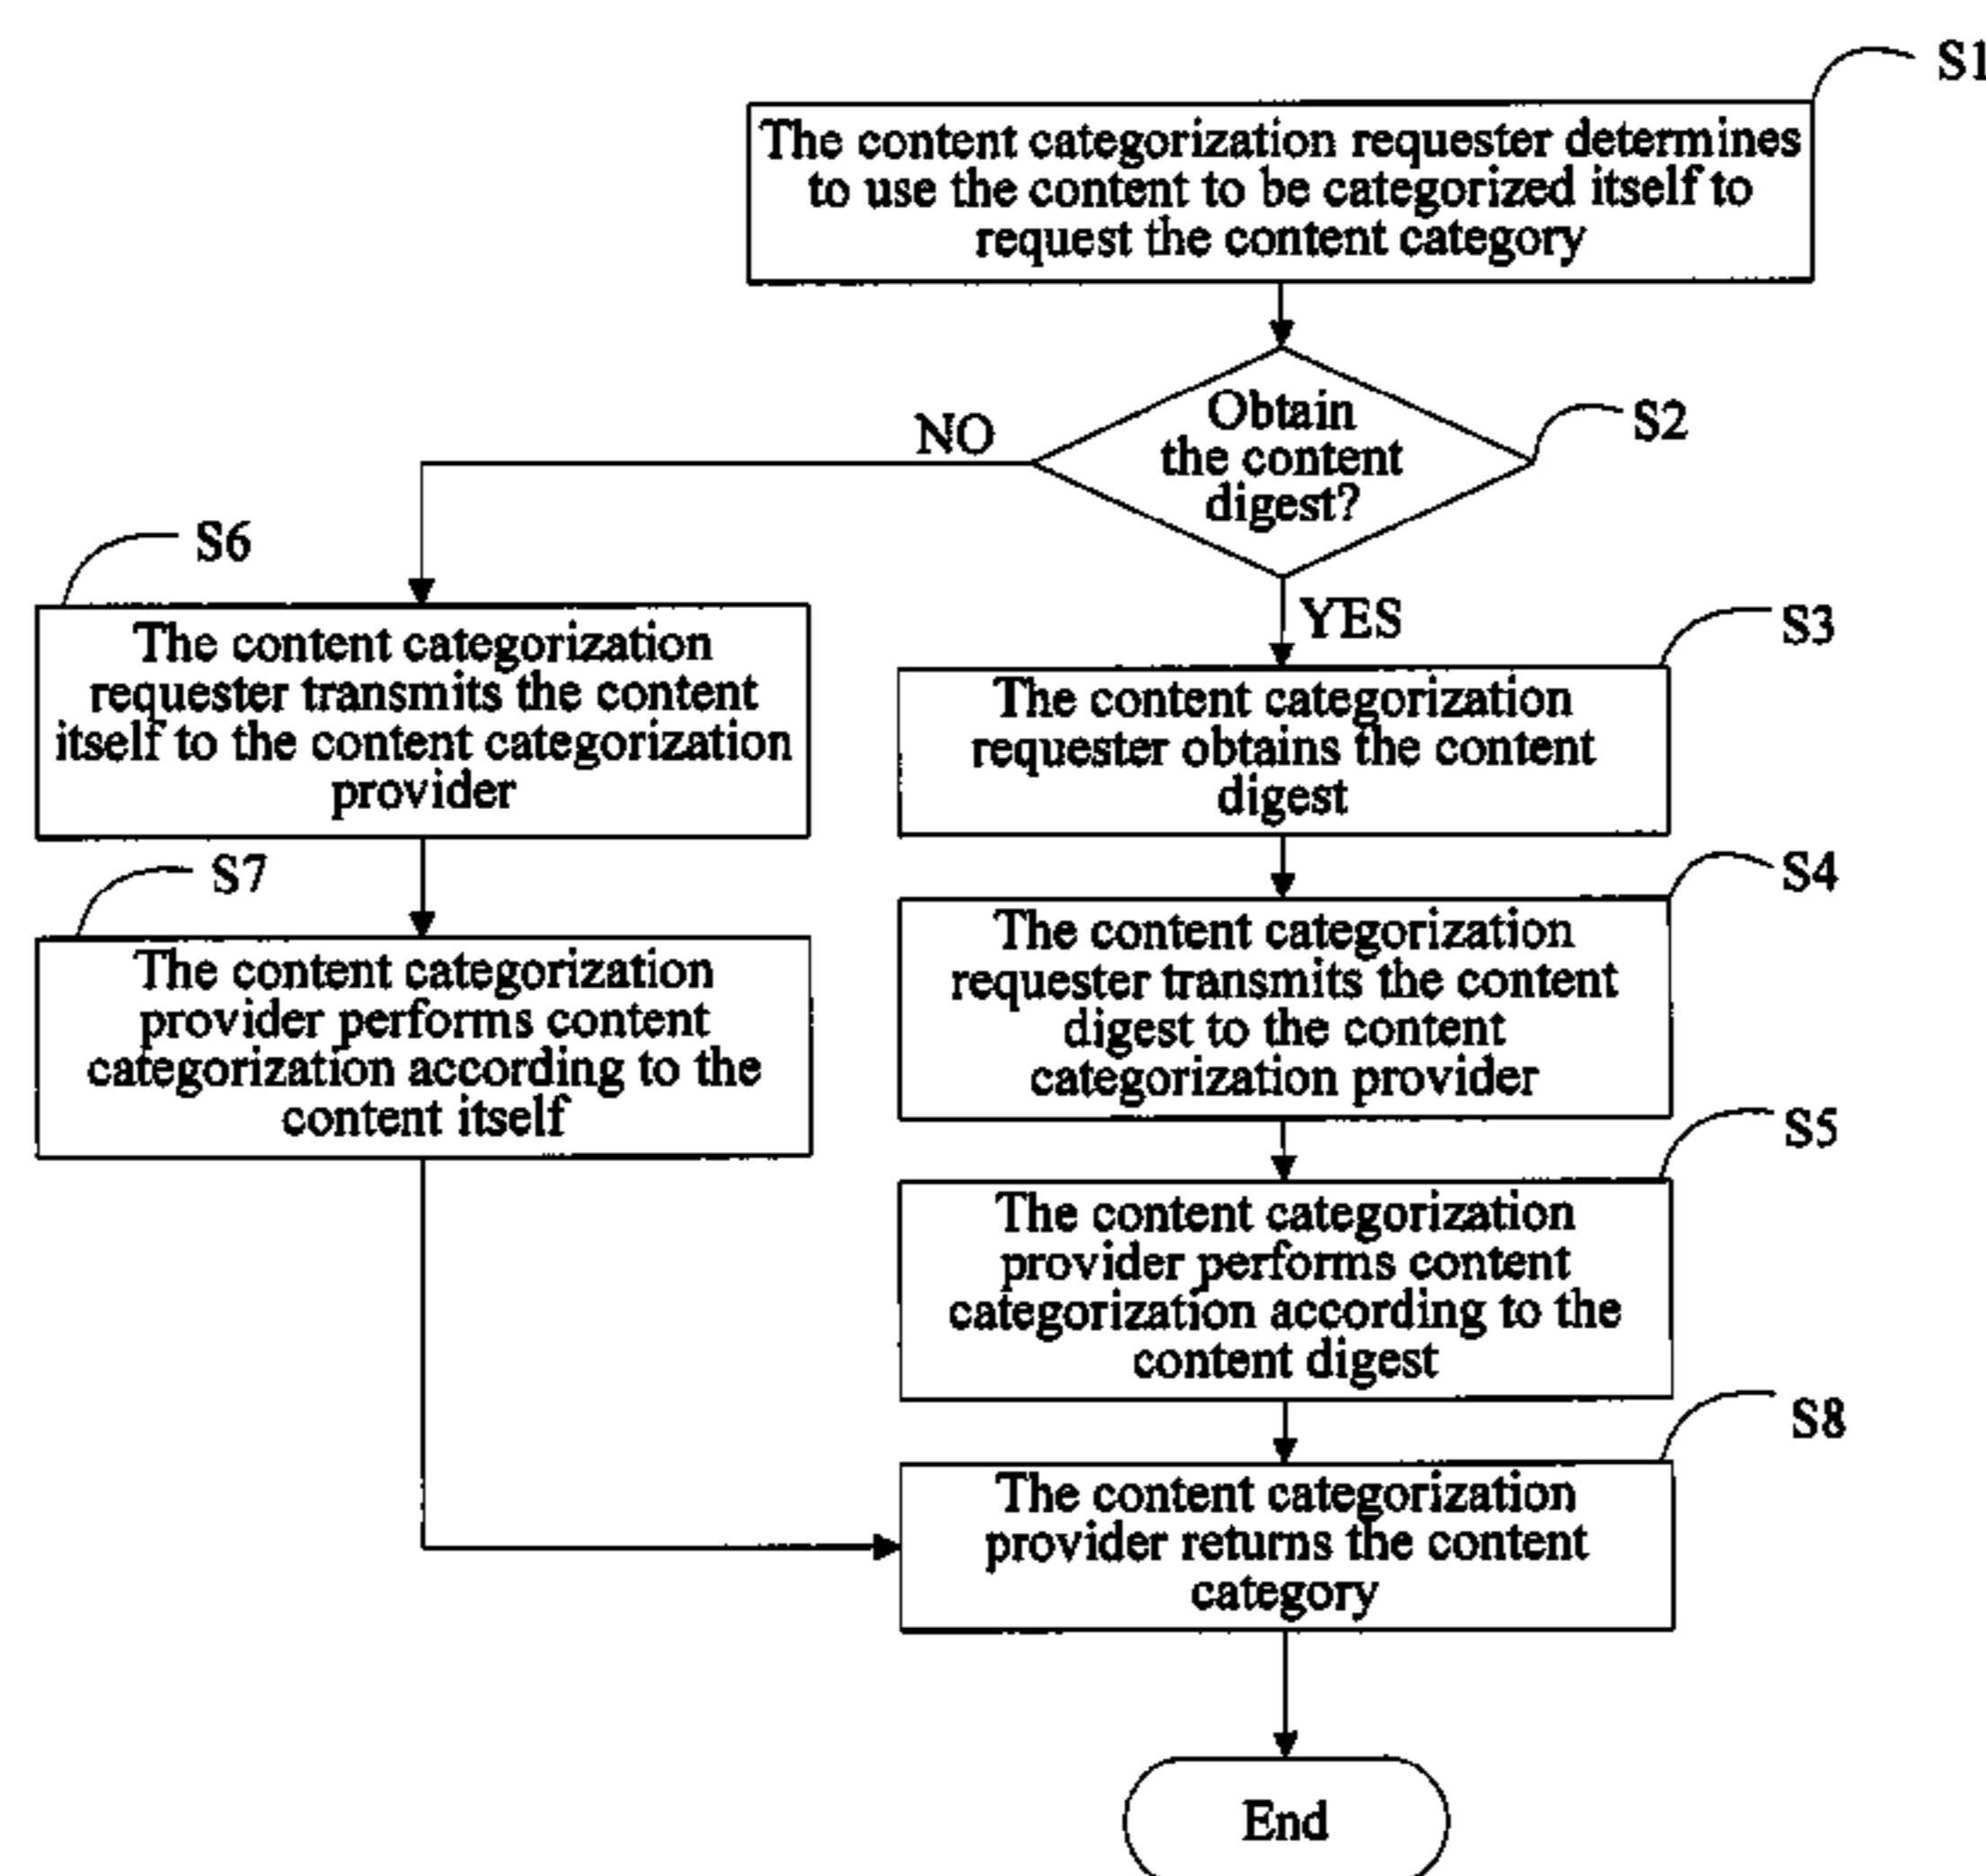 S1
The content categorization requester determines
to use the content to be categorized itself to
request the content category
Obtain
the content
digest?
S2
NO
YES
S6
The content categorization
requester transmits the content
itself to the content categorization
provider
S3
The content categorization
requester obtains the content
digest
S7
The content categorization
provider performs content
categorization according to the
content itself
S4
The content categorization
requester transmits the content
digest to the content
categorization provider
S5
The content categorization
provider performs content
categorization according to the
content digest
S8
The content categorization
provider returns the content
category
End